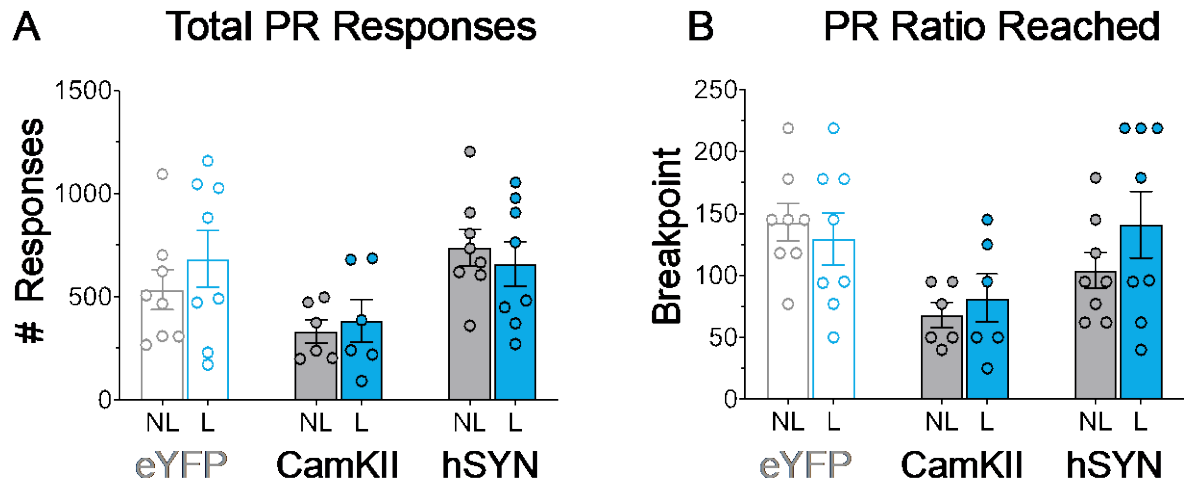 A Total PR Responses
# Responses
1500
1000
500
0
NL L NL L NL L
eYFP CamKII hSYN
B PR Ratio Reached
Breakpoint
250
200
150
100
50
0
NL L NL L NL L
eYFP CamKII hSYN